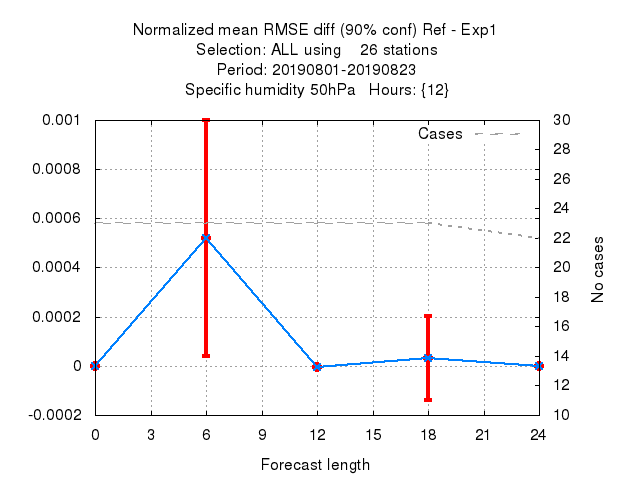 Normalized mean RMSE diff (90% conf) Ref - Exp1
Selection: ALL using    26 stations
Period: 20190801-20190823
Specific humidity 50hPa   Hours: {12}
Cases
0.001
0.0008
0.0006
0.0004
0.0002
0
-0.0002
30
28
26
24
22
20
18
16
14
12
10
No cases
0 3 6 9 12 15 18 21 24
Forecast length